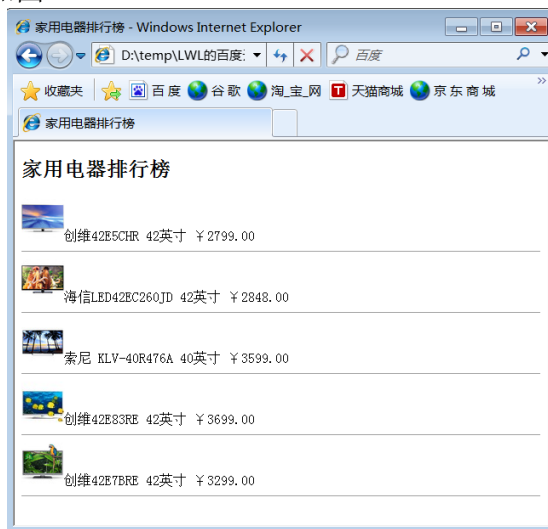 家用电器排行榜 - Windows Internet Explorer
D:\temp\LWL的百度:
百度
收藏夹 百度 谷歌 淘_宝_网 天猫商城 京东商城 »
家用电器排行榜
家用电器排行榜
创维42E5CHR 42英寸 ￥2799.00
海信LED42EC260JD 42英寸 ￥2848.00
索尼 KLV-40R476A 40英寸 ￥3599.00
创维42E83RE 42英寸 ￥3699.00
创维42E7BRE 42英寸 ￥3299.00